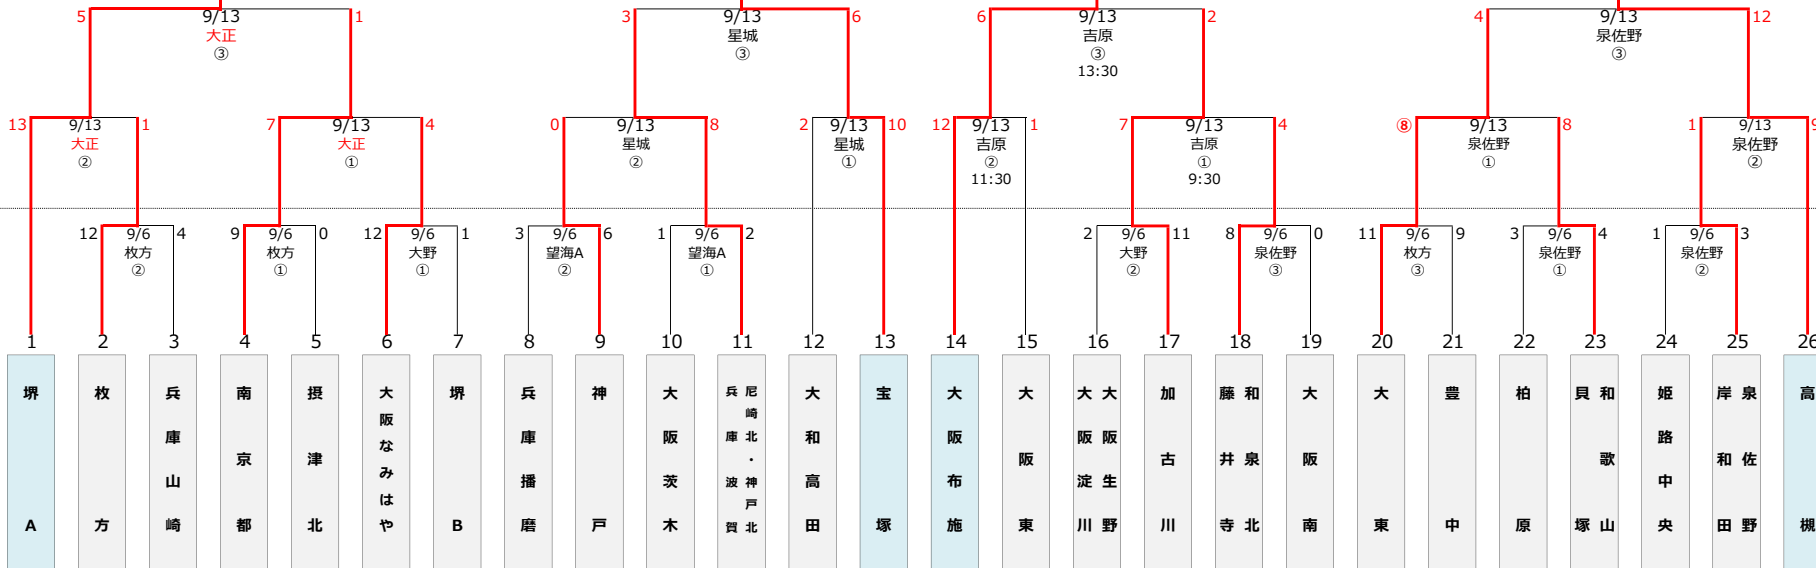 5 9/13 1 3 9/13 6 6 9/13 2 4 9/13 12
大正 星城 吉原 泉佐野
③ ③ ③ ③
13:30
13 9/13 1 7 9/13 4 0 9/13 8 2 9/13 10 12 9/13 1 7 9/13 4 ⑧ 9/13 8 1 9/13 9
大正 大正 星城 星城 吉原 吉原 泉佐野 泉佐野
② ① ② ① ② ① ① ②
11:30 9:30
12 9/6 4 9 9/6 0 12 9/6 1 3 9/6 6 1 9/6 2 2 9/6 11 8 9/6 0 11 9/6 9 3 9/6 4 1 9/6 3
枚方 枚方 大野 望海A 望海A 大野 泉佐野 枚方 泉佐野 泉佐野
② ① ① ② ① ② ③ ③ ① ②
1 2 3 4 5 6 7 8 9 10 11 12 13 14 15 16 17 18 19 20 21 22 23 24 25 26
堺A
枚方
兵庫山崎
南京都
摂津北
大阪なみはや
堺B
兵庫播磨
神戸
大阪茨木
尼崎北・神戸北
兵庫波賀
大和高田
宝塚
大阪布施
大阪東
大阪生野
大阪淀川
加古川
和泉北
藤井寺
大阪南
大東
豊中
柏原
和歌山
貝塚
姫路中央
泉佐野
岸和田
高槻